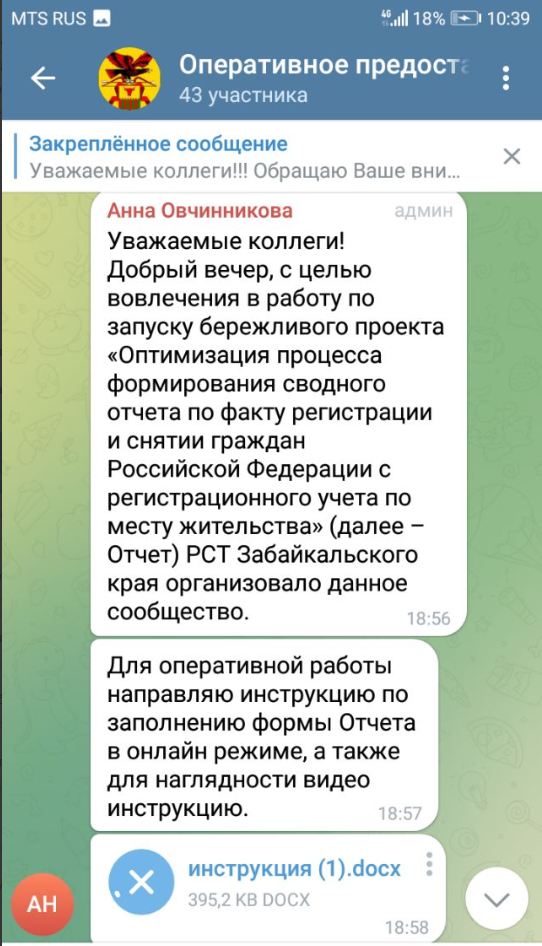 MTS RUS 4G 18% 10:39
Оперативное предост
43 участника
Закреплённое сообщение
Уважаемые коллеги!!! Обращаю Ваше вни...
Анна Овчинникова админ
Уважаемые коллеги!
Добрый вечер, с целью
вовлечения в работу по
запуску бережливого проекта
«Оптимизация процесса
формирования сводного
отчета по факту регистрации
и снятии граждан
Российской Федерации с
регистрационного учета по
месту жительства» (далее –
Отчет) РСТ Забайкальского
края организовало данное
сообщество.
18:56
Для оперативной работы
направляю инструкцию по
заполнению формы Отчета
в онлайн режиме, а также
для наглядности видео
инструкцию.
18:57
инструкция (1).docx
395,2 KB DOCX
АН
18:58